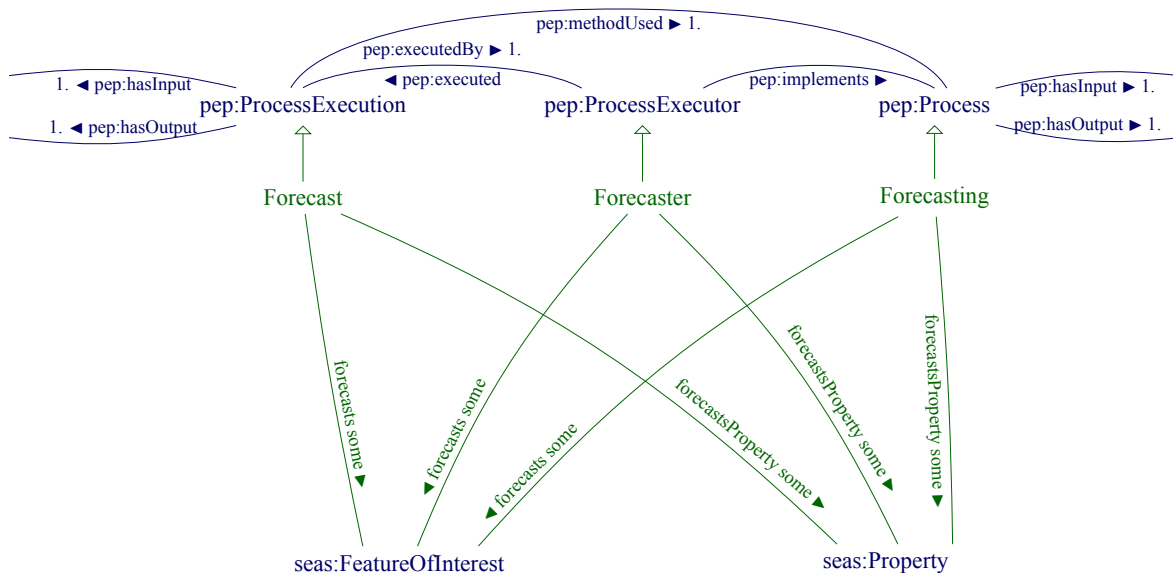 pep:methodUsed ► 1.
pep:executedBy ► 1.
1. ◄ pep:hasInput
◄ pep:executed
pep:implements ►
pep:hasInput ► 1.
pep:ProcessExecution
pep:ProcessExecutor
pep:Process
1. ◄ pep:hasOutput
pep:hasOutput ► 1.
Forecast
Forecaster
Forecasting
forecasts some ►
◄ forecasts some
◄ forecasts some
forecastsProperty some ►
forecastsProperty some ►
forecastsProperty some ►
seas:FeatureOfInterest
seas:Property